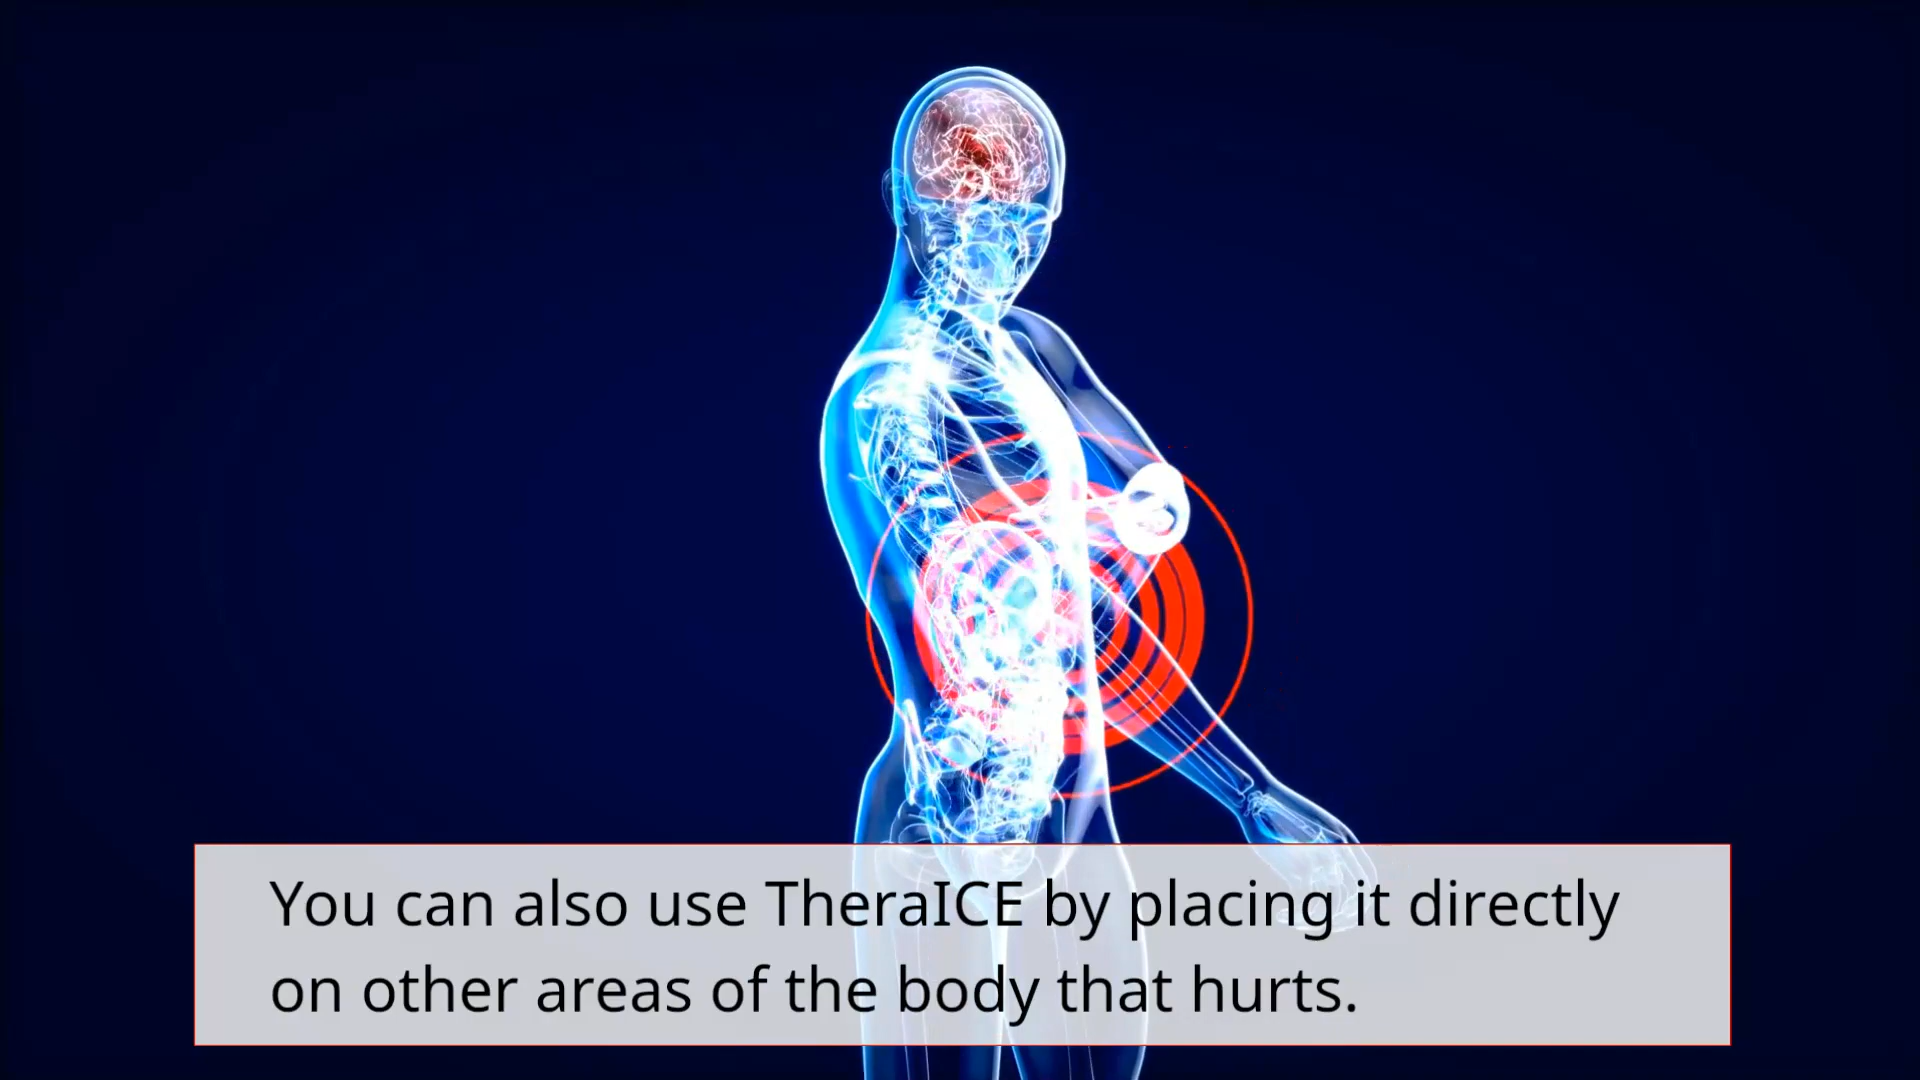 You can also use TheraICE by placing it directly
on other areas of the body that hurts.